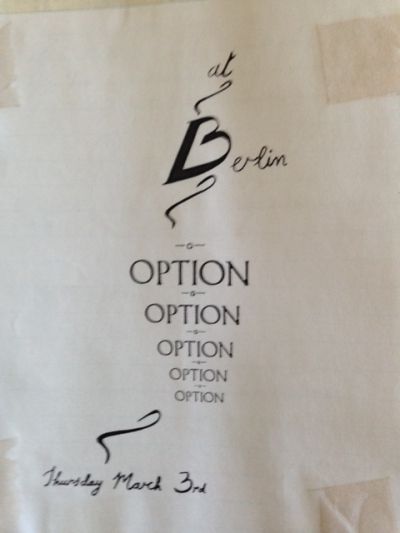 at
Berlin
OPTION
OPTION
OPTION
OPTION
OPTION
Thursday March 3rd